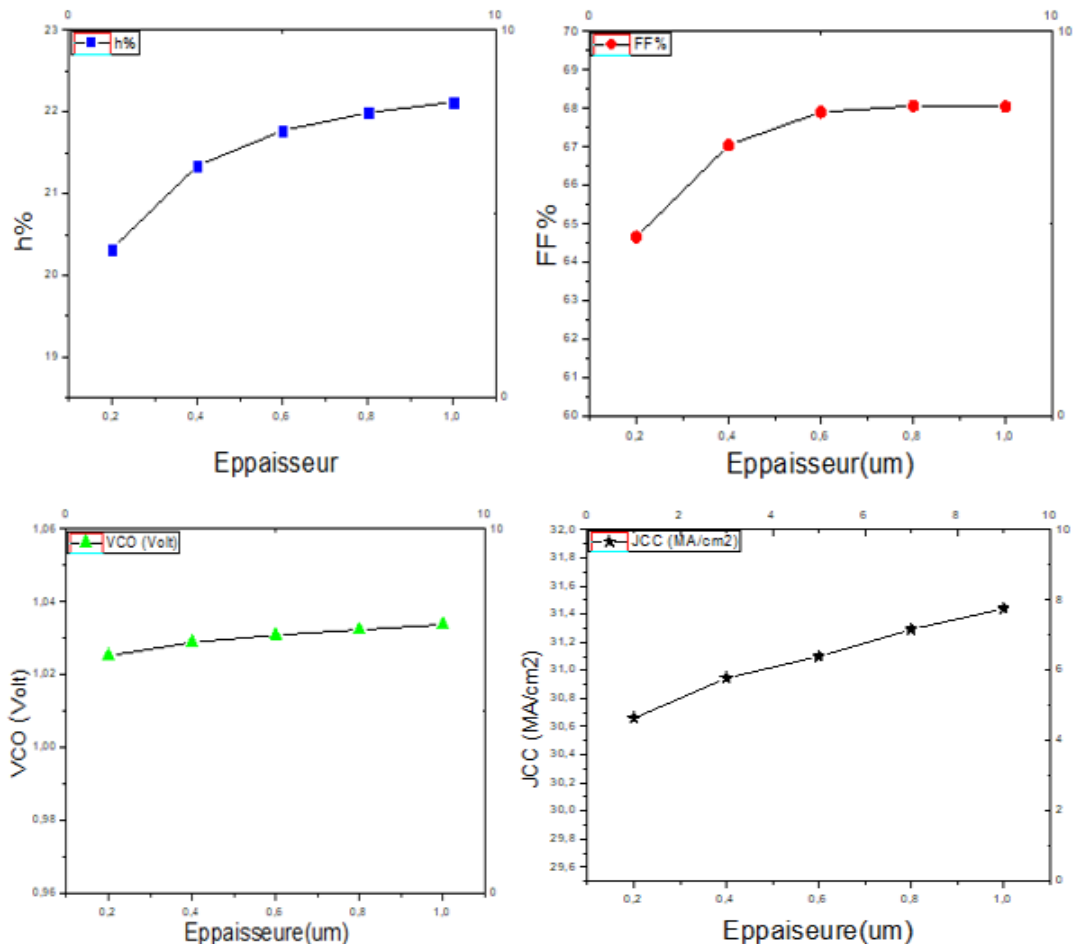 0 10
23
h%
22
21
20
19
h%
0
0,2 0,4 0,6 0,8 1,0
Eppaisseur
0 10
70
FF%
69
68
67
66
65
64
63
62
61
60
FF%
0
0,2 0,4 0,6 0,8 1,0
Eppaisseur(um)
0 10
1,06
VCO (Volt)
1,04
1,02
1,00
0,98
0,96
VCO (Volt)
0
0,2 0,4 0,6 0,8 1,0
Eppaisseure(um)
0 2 4 6 8 10
32,0
JCC (MA/cm2)
31,8
31,6
31,4
31,2
31,0
30,8
30,6
30,4
30,2
30,0
29,8
29,6
JCC (MA/cm2)
10
8
6
4
2
0
0,2 0,4 0,6 0,8 1,0
Eppaiseure(um)